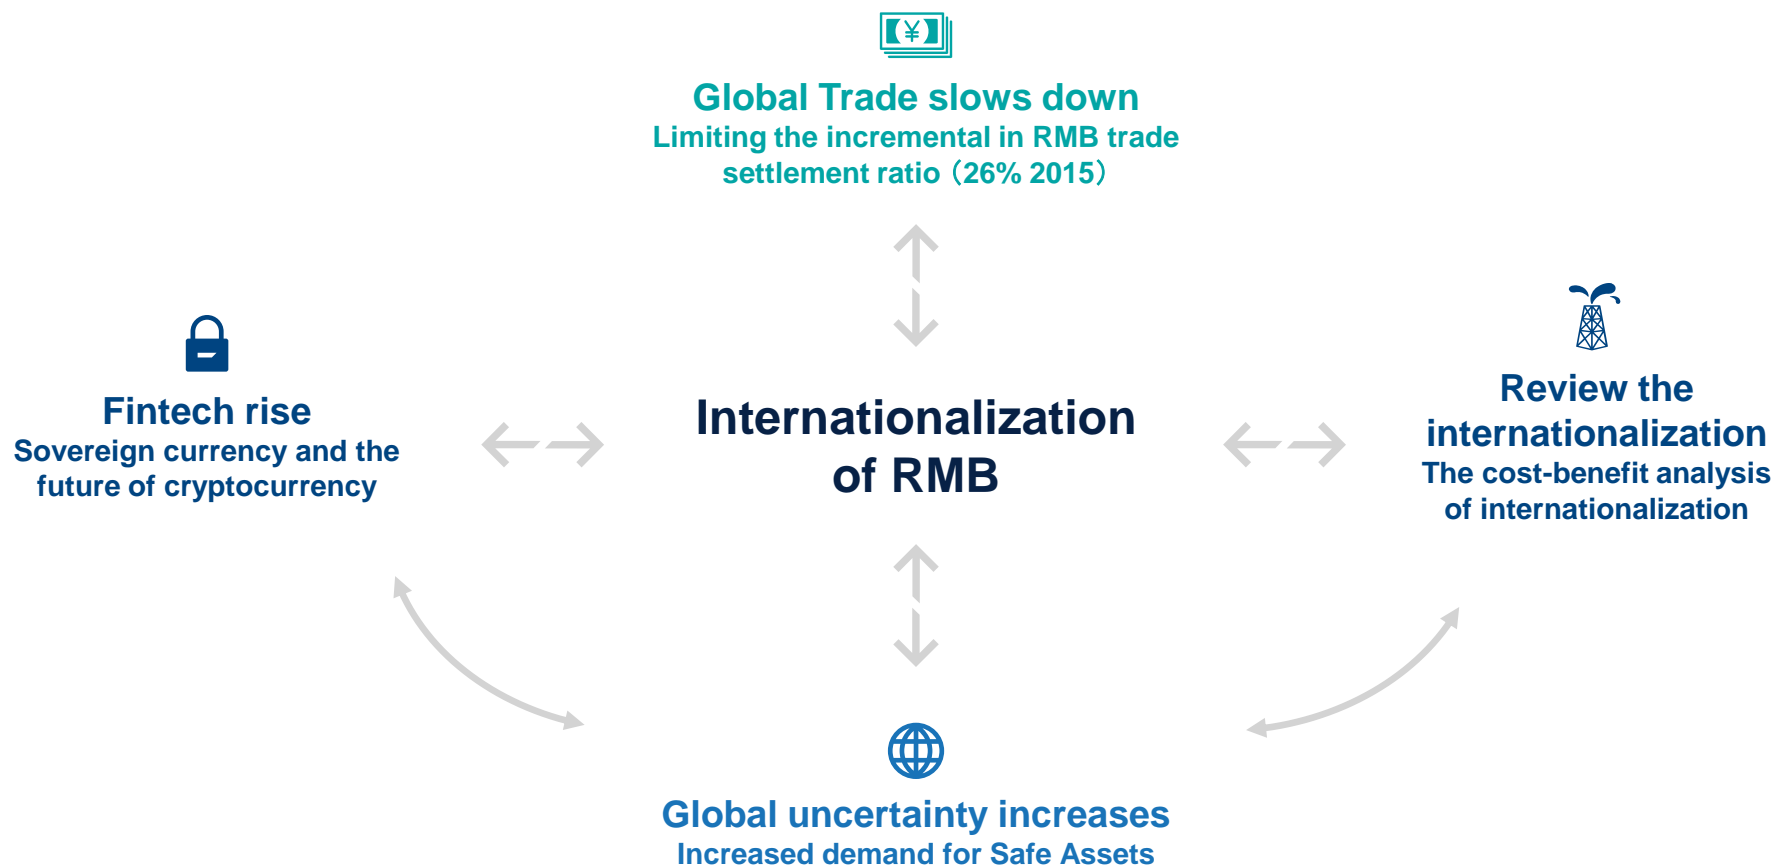 ¥
Global Trade slows down
Limiting the incremental in RMB trade
settlement ratio（26% 2015）
Fintech rise
Sovereign currency and the
future of cryptocurrency
Internationalization
of RMB
Review the
internationalization
The cost-benefit analysis
of internationalization
Global uncertainty increases
Increased demand for Safe Assets